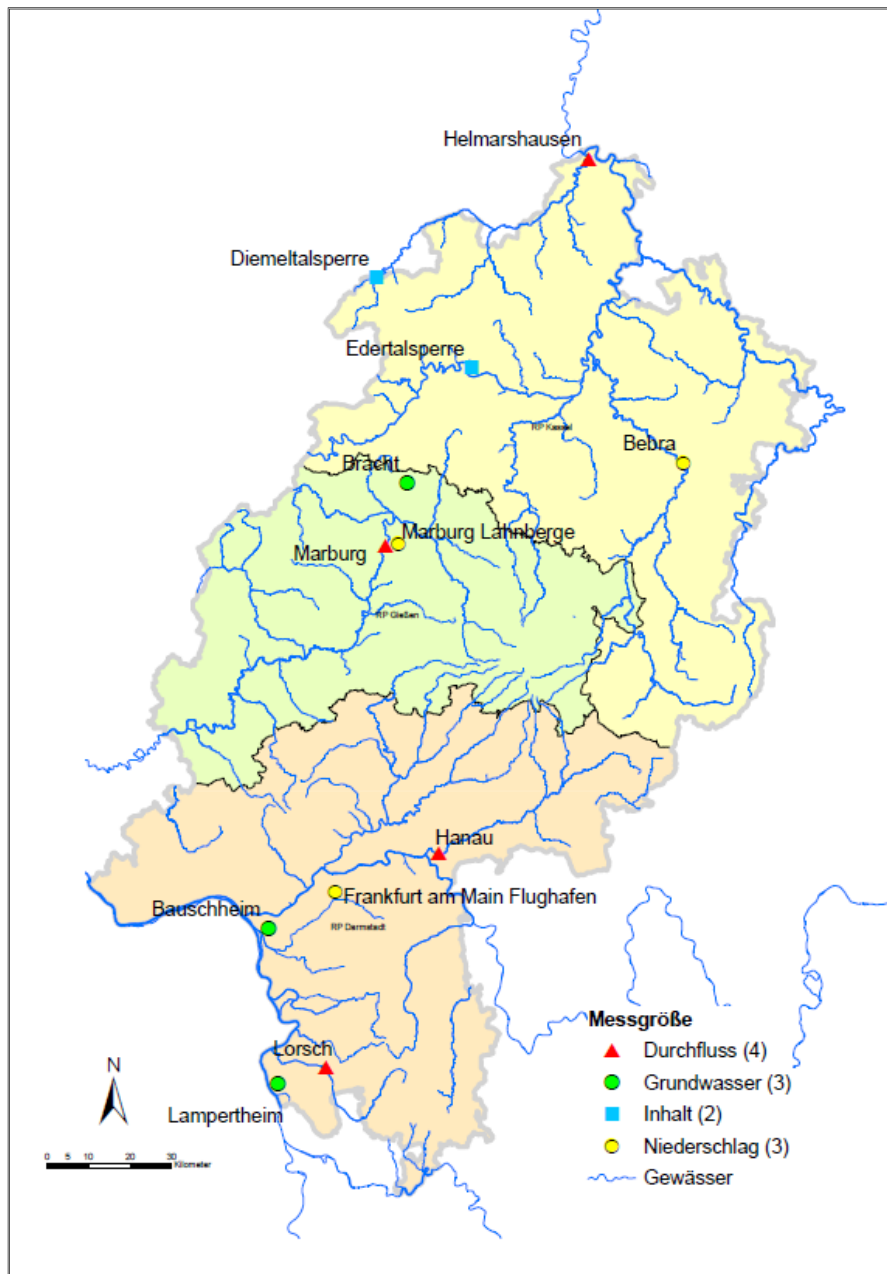 Helmarshausen
Diemeltalsperre
Edertalsperre
RP Kassel
Bebra
Bracht
Marburg Lahnberge
Marburg
RP Gießen
Hanau
Frankfurt am Main Flughafen
Bauschheim
RP Darmstadt
Messgröße
Durchfluss (4)
Lorsch
N
Grundwasser (3)
Lampertheim
Inhalt (2)
Niederschlag (3)
0 5 10 20 30
Kilometer
Gewässer